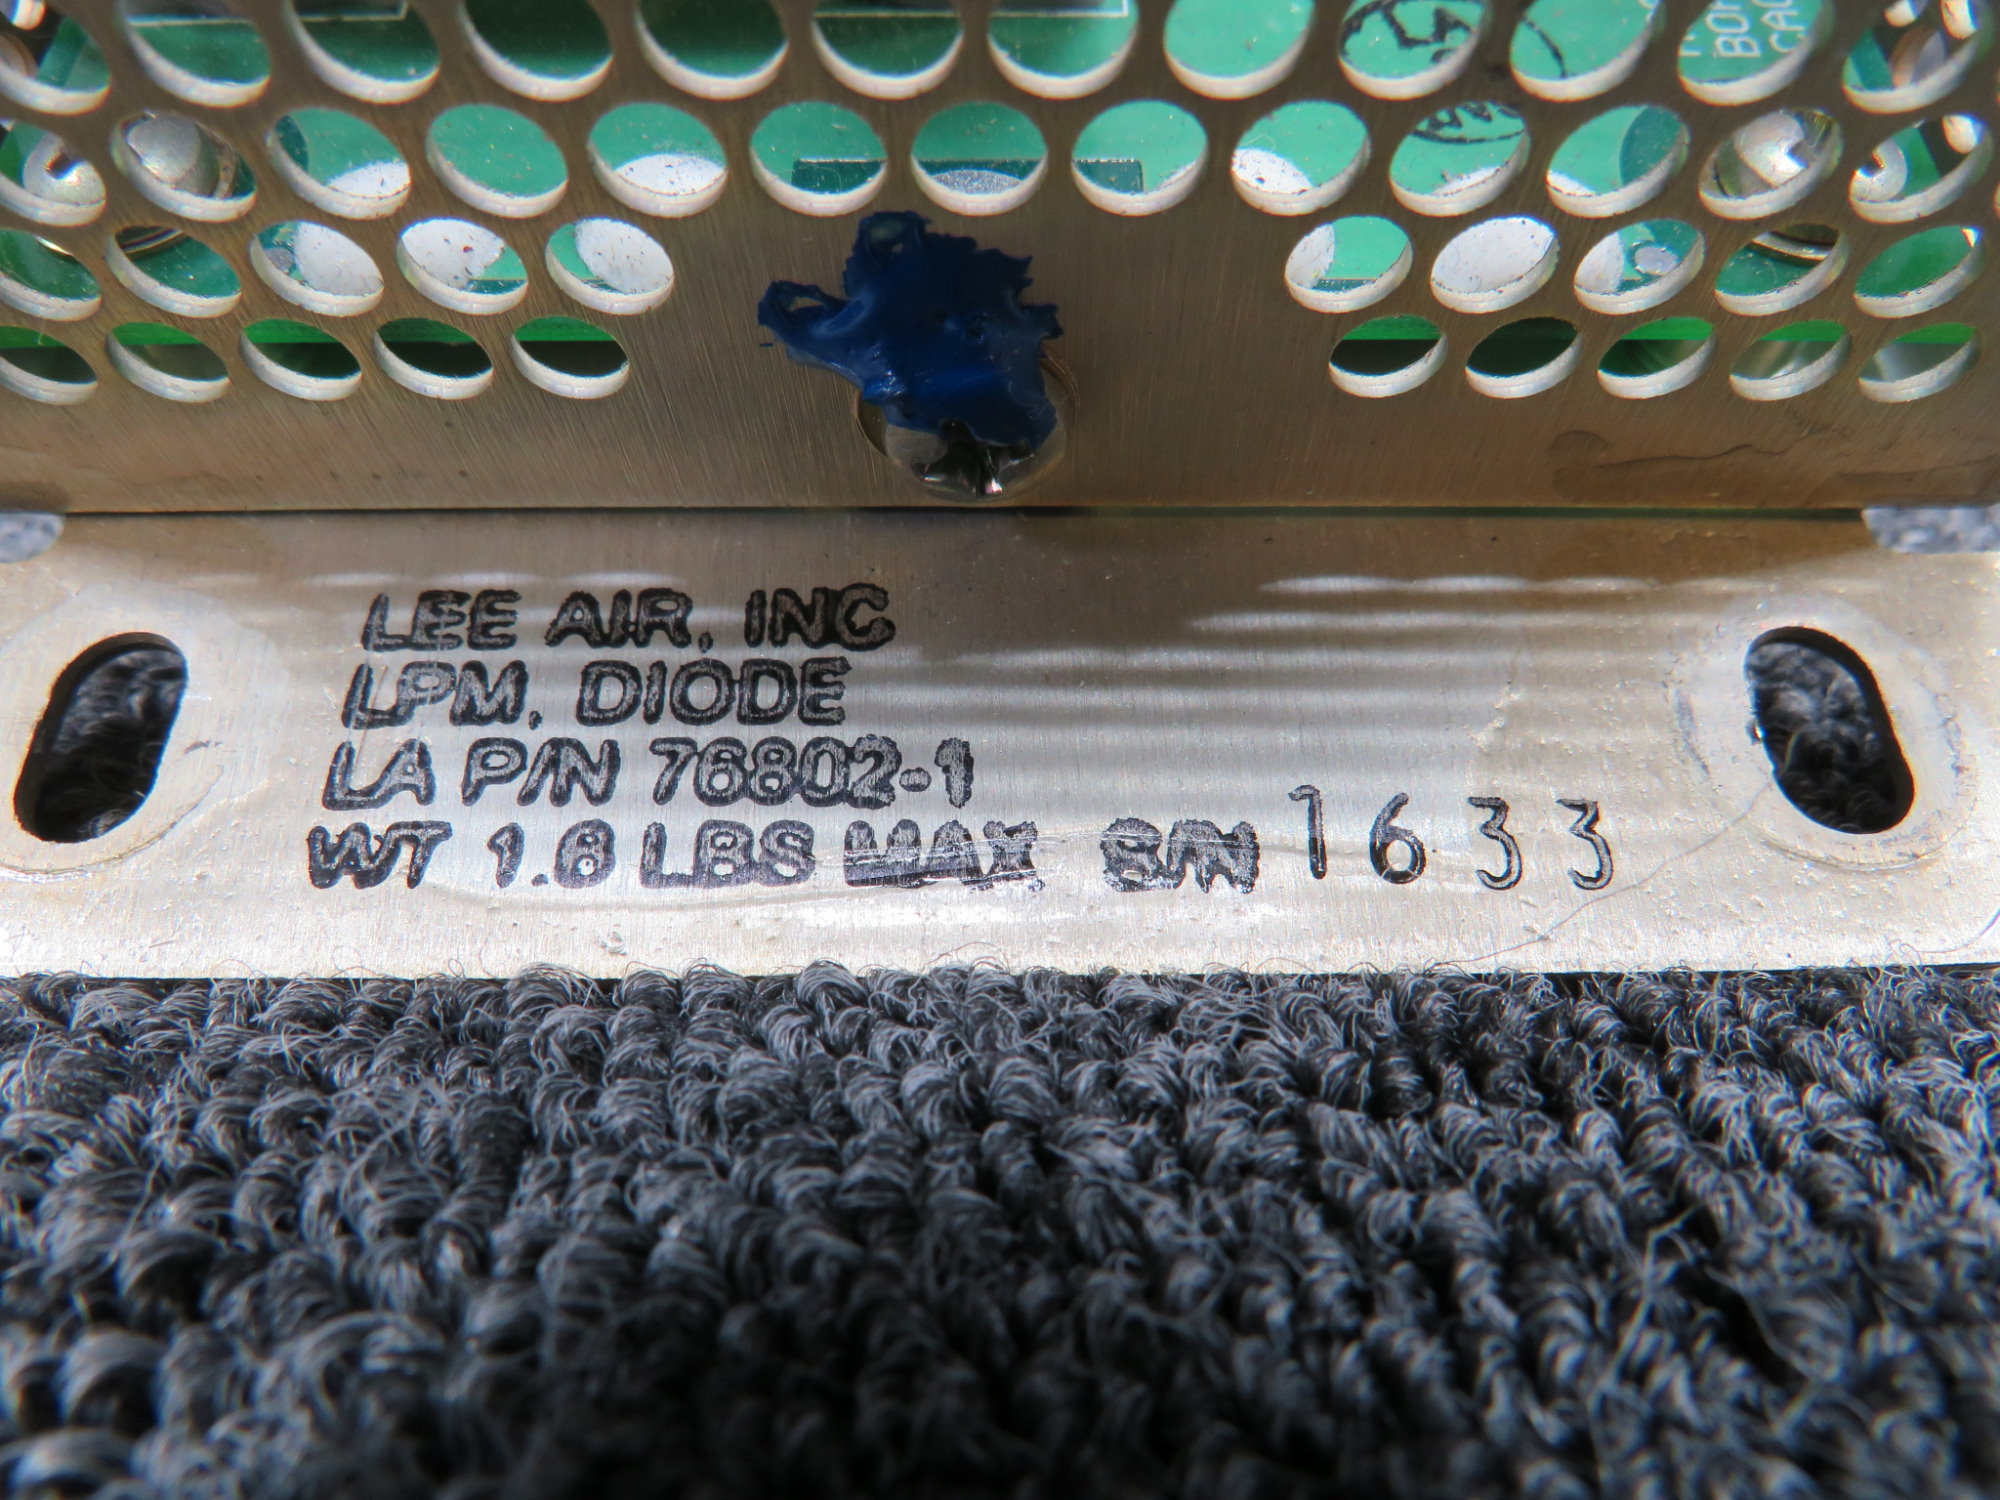 LEE AIR, INC
LPM, DIODE
LA P/N 76802-1
WT 1.8 LBS MAX S/N 1633